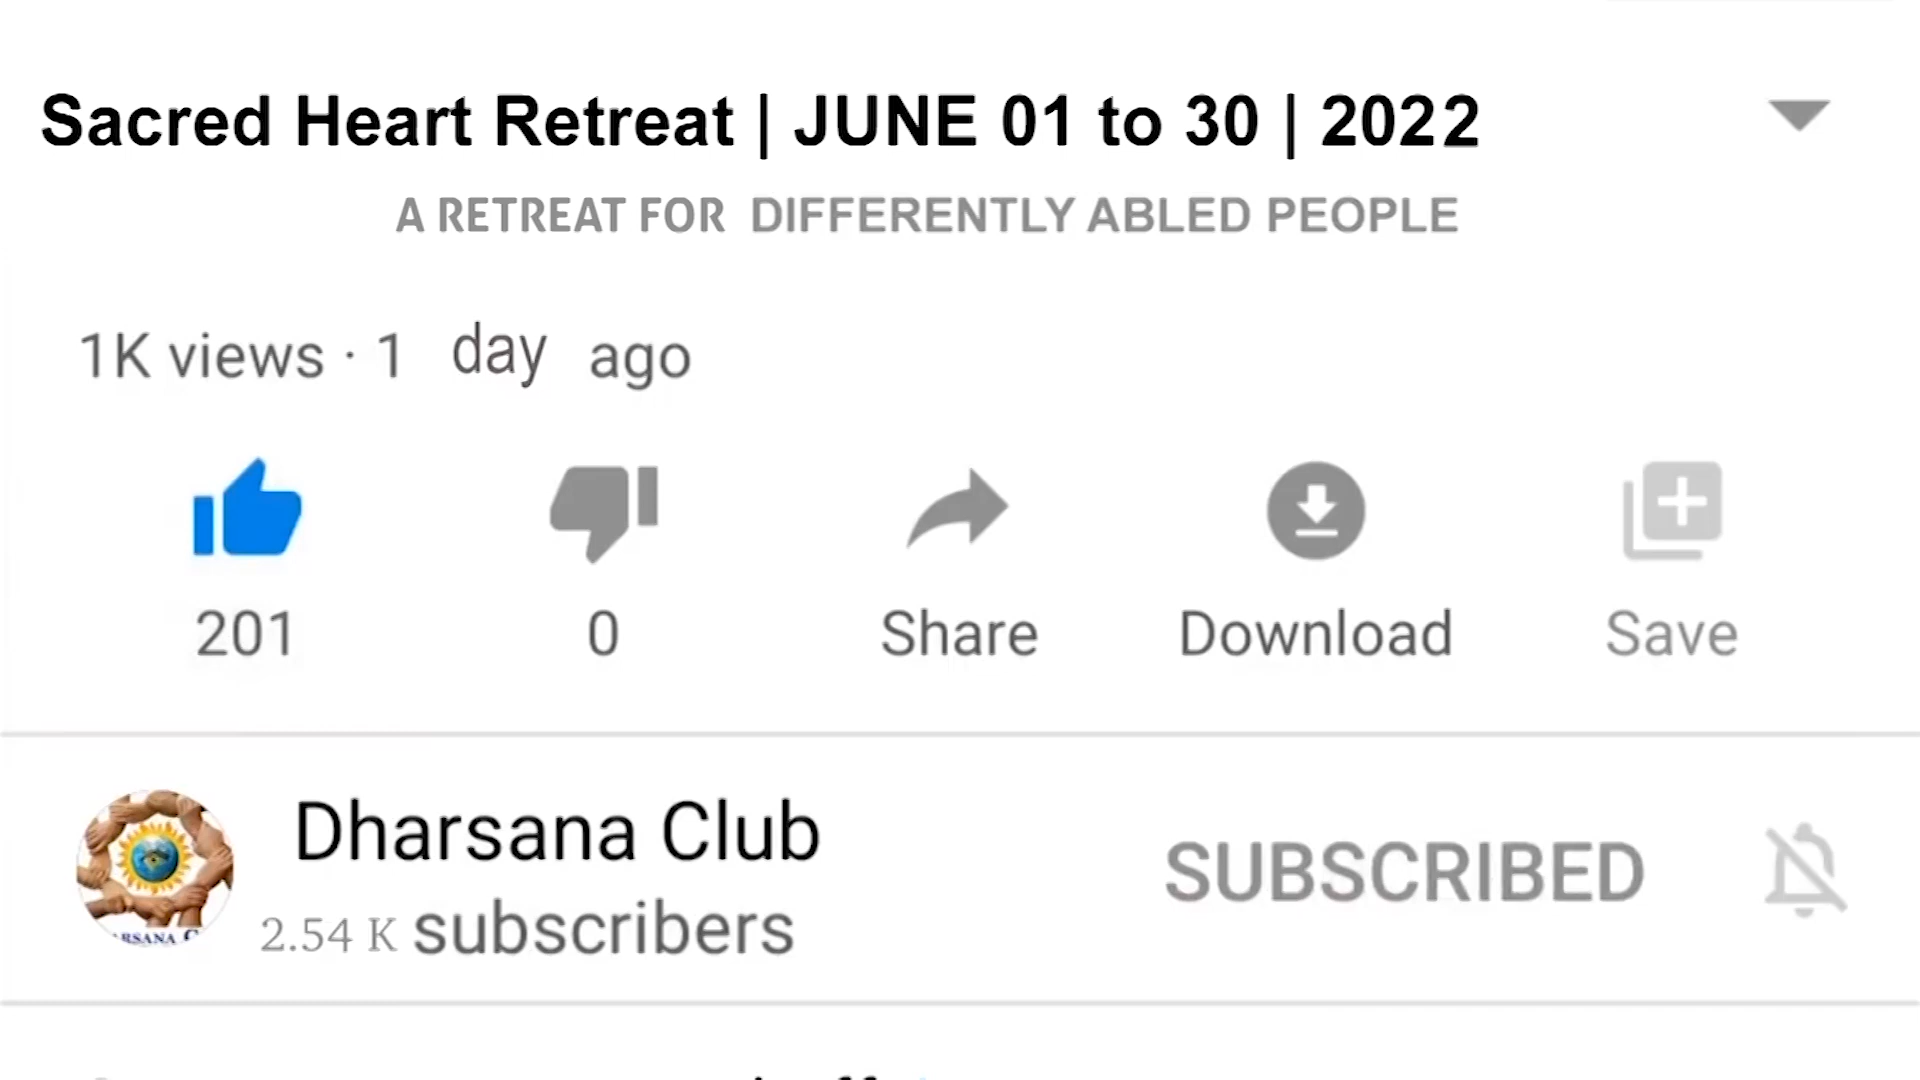 Sacred Heart Retreat | JUNE 01 to 30 | 2022
A RETREAT FOR DIFFERENTLY ABLED PEOPLE
1K views · 1 day ago
201 0 Share Download Save
Dharsana Club
SUBSCRIBED
2.54 K subscribers